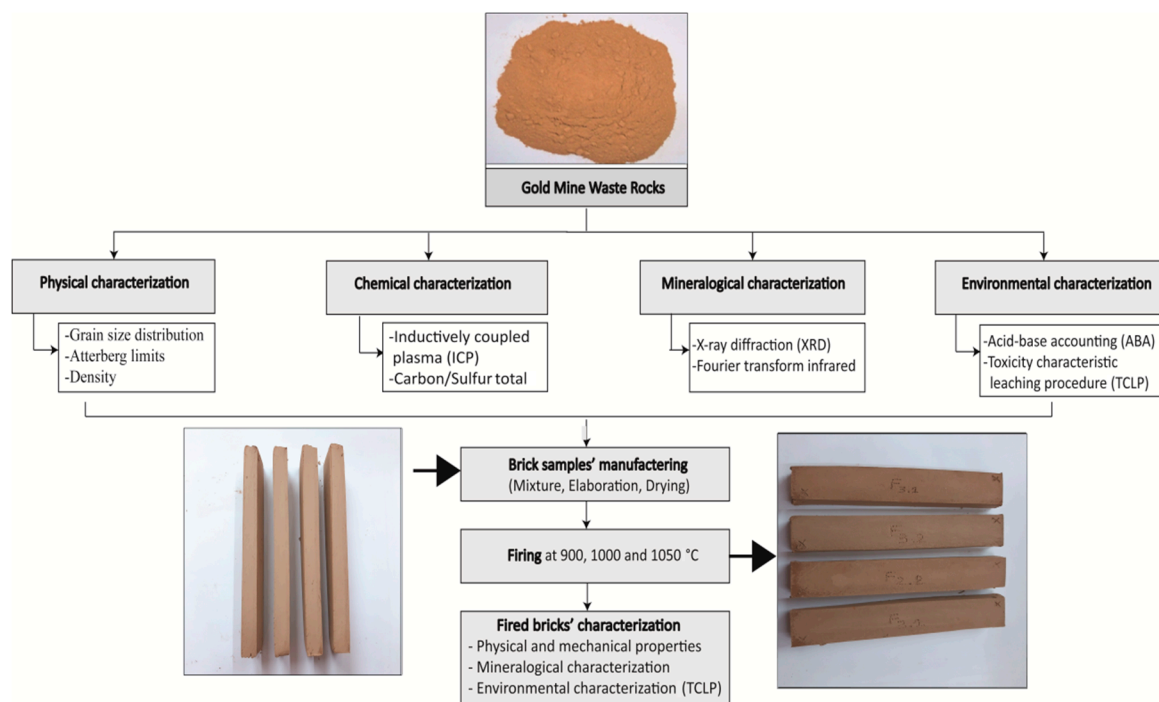 Gold Mine Waste Rocks
Physical characterization
Chemical characterization
Mineralogical characterization
Environmental characterization
-Grain size distribution
-Atterberg limits
-Density
-Inductively coupled
plasma (ICP)
-Carbon/Sulfur total
-X-ray diffraction (XRD)
-Fourier transform infrared
-Acid-base accounting (ABA)
-Toxicity characteristic
leaching procedure (TCLP)
Brick samples' manufactering
(Mixture, Elaboration, Drying)
Firing at 900, 1000 and 1050 °C
Fired bricks' characterization
- Physical and mechanical properties
- Mineralogical characterization
- Environmental characterization (TCLP)
F2.2